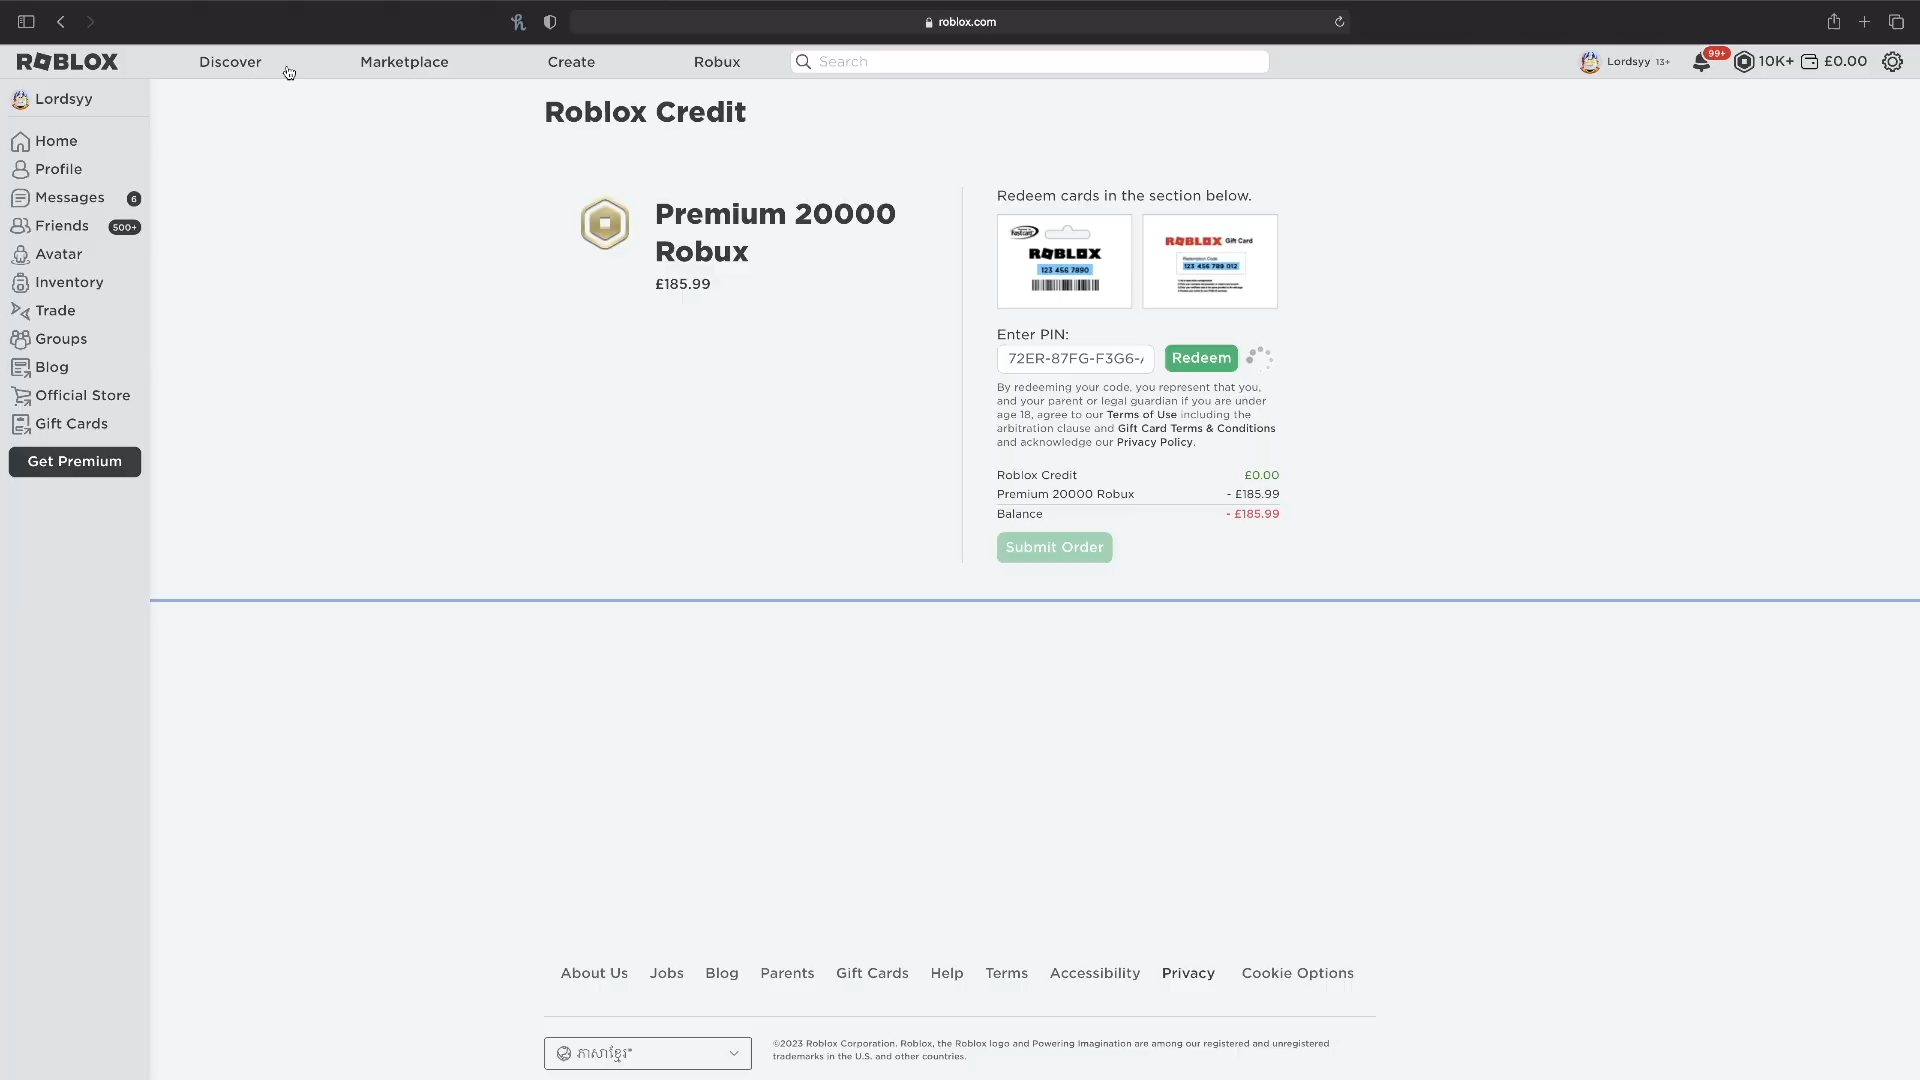 roblox.com
ROBLOX
Discover
Marketplace
Create
Robux
Search
Lordsyy 13+
99+
10K+
£0.00
Lordsyy
Home
Profile
Messages 6
Friends 500+
Avatar
Inventory
Trade
Groups
Blog
Official Store
Gift Cards
Get Premium
Roblox Credit
Premium 20000
Robux
£185.99
Redeem cards in the section below.
ROBLOX
123 456 7890
ROBLOX Gift Card
Redemption Code
123 456 789 012
Enter PIN:
72ER-87FG-F3G6-
Redeem
By redeeming your code, you represent that you,
and your parent or legal guardian if you are under
age 18, agree to our Terms of Use including the
arbitration clause and Gift Card Terms & Conditions
and acknowledge our Privacy Policy.
Roblox Credit £0.00
Premium 20000 Robux - £185.99
Balance - £185.99
Submit Order
About Us
Jobs
Blog
Parents
Gift Cards
Help
Terms
Accessibility
Privacy
Cookie Options
ភាសាខ្មែរ*
©2023 Roblox Corporation. Roblox, the Roblox logo and Powering Imagination are among our registered and unregistered
trademarks in the U.S. and other countries.